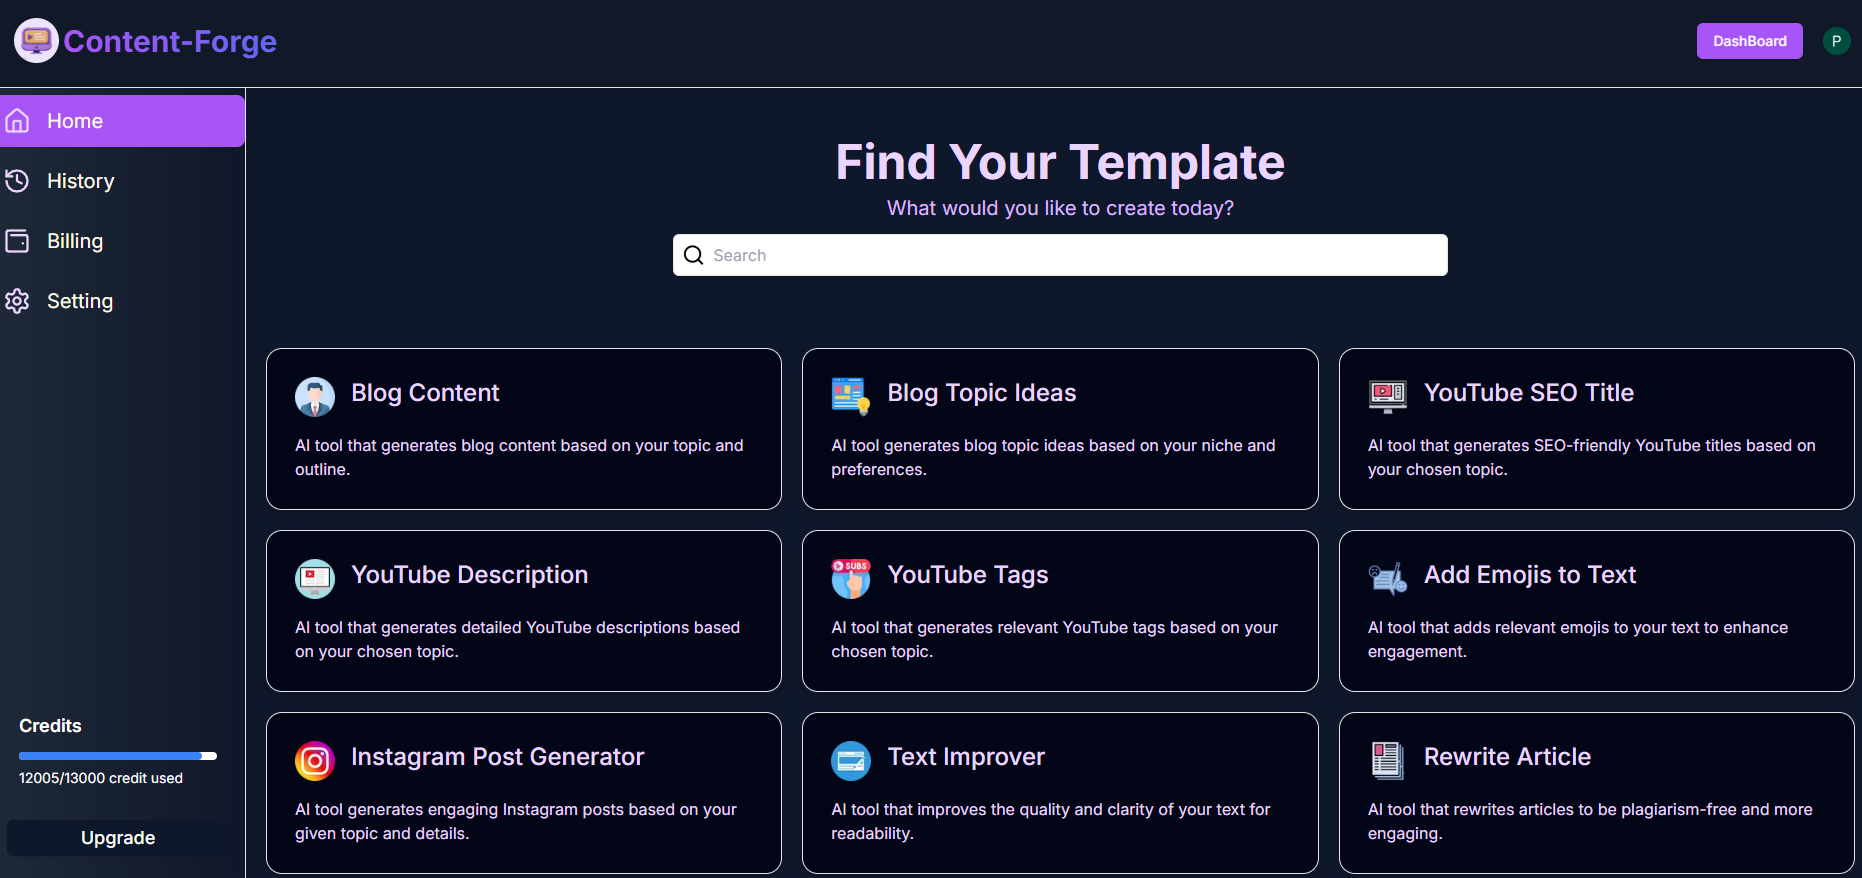 Content-Forge
DashBoard
P
Home
History
Billing
Setting
Credits
12005/13000 credit used
Upgrade
Find Your Template
What would you like to create today?
Search
Blog Content
AI tool that generates blog content based on your topic and
outline.
Blog Topic Ideas
AI tool generates blog topic ideas based on your niche and
preferences.
YouTube SEO Title
AI tool that generates SEO-friendly YouTube titles based on
your chosen topic.
YouTube Description
AI tool that generates detailed YouTube descriptions based
on your chosen topic.
SUBS
YouTube Tags
AI tool that generates relevant YouTube tags based on your
chosen topic.
Add Emojis to Text
AI tool that adds relevant emojis to your text to enhance
engagement.
Instagram Post Generator
AI tool generates engaging Instagram posts based on your
given topic and details.
Text Improver
AI tool that improves the quality and clarity of your text for
readability.
Rewrite Article
AI tool that rewrites articles to be plagiarism-free and more
engaging.